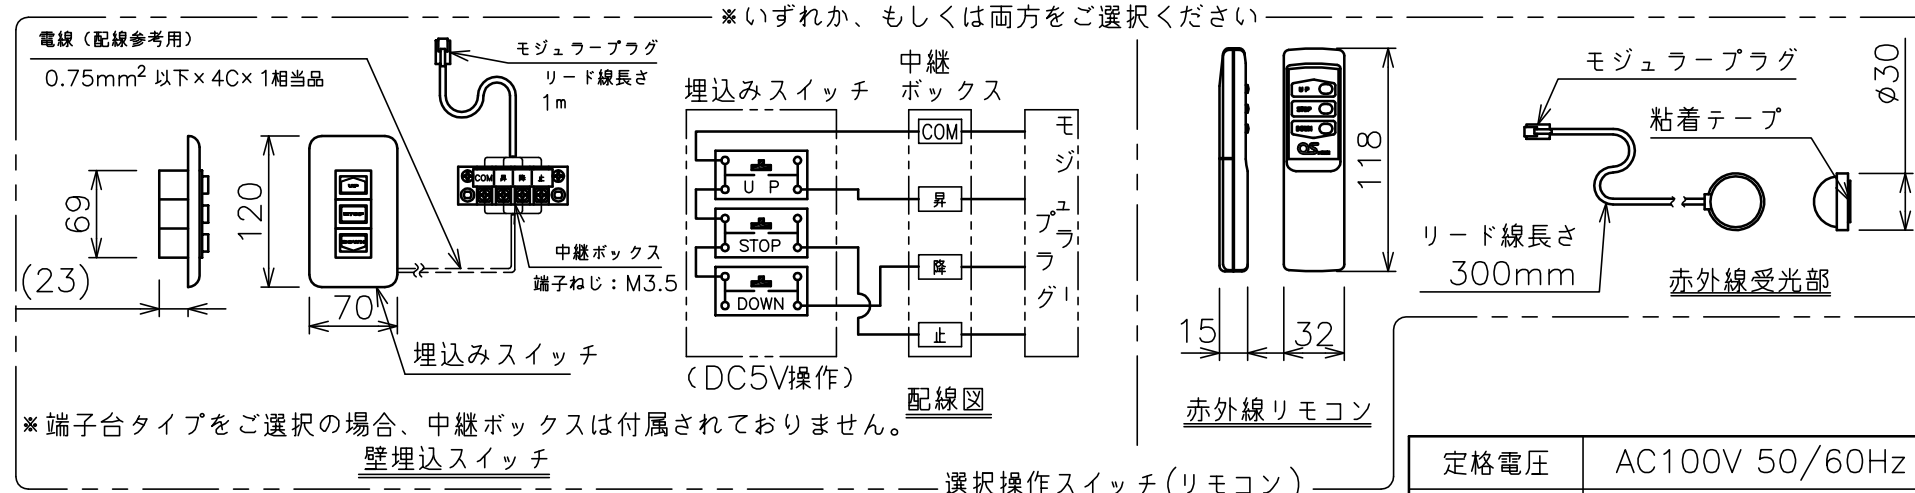 ※いずれか、もしくは両方をご選択ください
電線（配線参考用）
0.75mm² 以下×4C×1相当品
モジュラープラグ
リード線長さ
1m
69
(23)
120
70
UP
COM 昇 降 止
中継ボックス
端子ねじ：M3.5
埋込みスイッチ
埋込みスイッチ
中継
ボックス
UP
STOP
DOWN
COM
昇
降
止
モジュラープラグ
(DC5V操作)
配線図
※端子台タイプをご選択の場合、中継ボックスは付属されておりません。
壁埋込スイッチ
UP
STOP
DOWN
OS
118
15
32
赤外線リモコン
モジュラープラグ
粘着テープ
ø30
リード線長さ
300mm
赤外線受光部
選択操作スイッチ(リモコン)
定格電圧 AC100V 50/60Hz